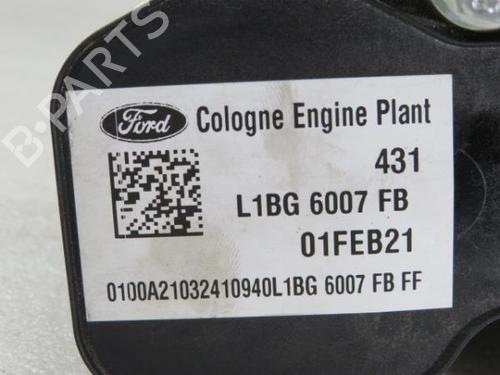 B-PARTS
Ford
Cologne Engine Plant
431
L1BG 6007 FB
01FEB21
0100A21032410940L1BG 6007 FB FF